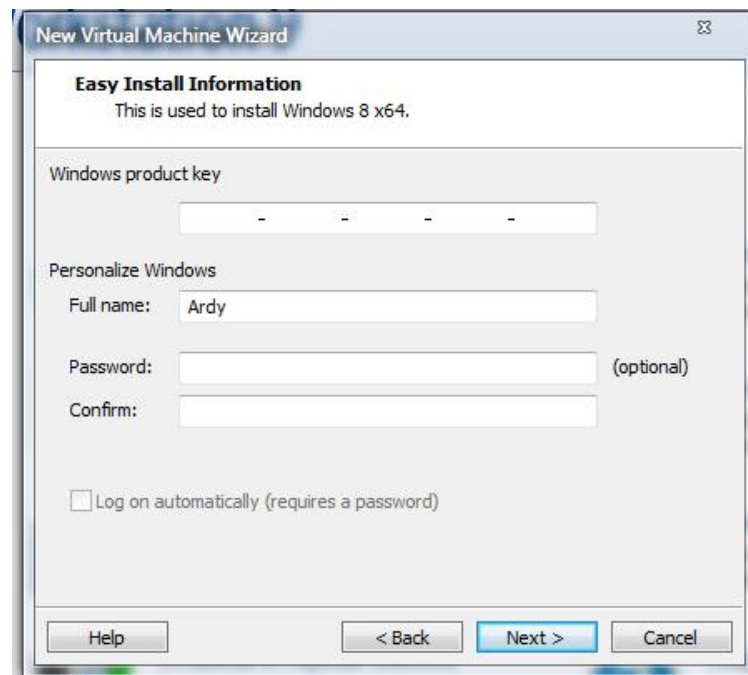 New Virtual Machine Wizard
Easy Install Information
This is used to install Windows 8 x64.
Windows product key
- - - -
Personalize Windows
Full name: Ardy
Password: (optional)
Confirm:
Log on automatically (requires a password)
Help < Back Next > Cancel